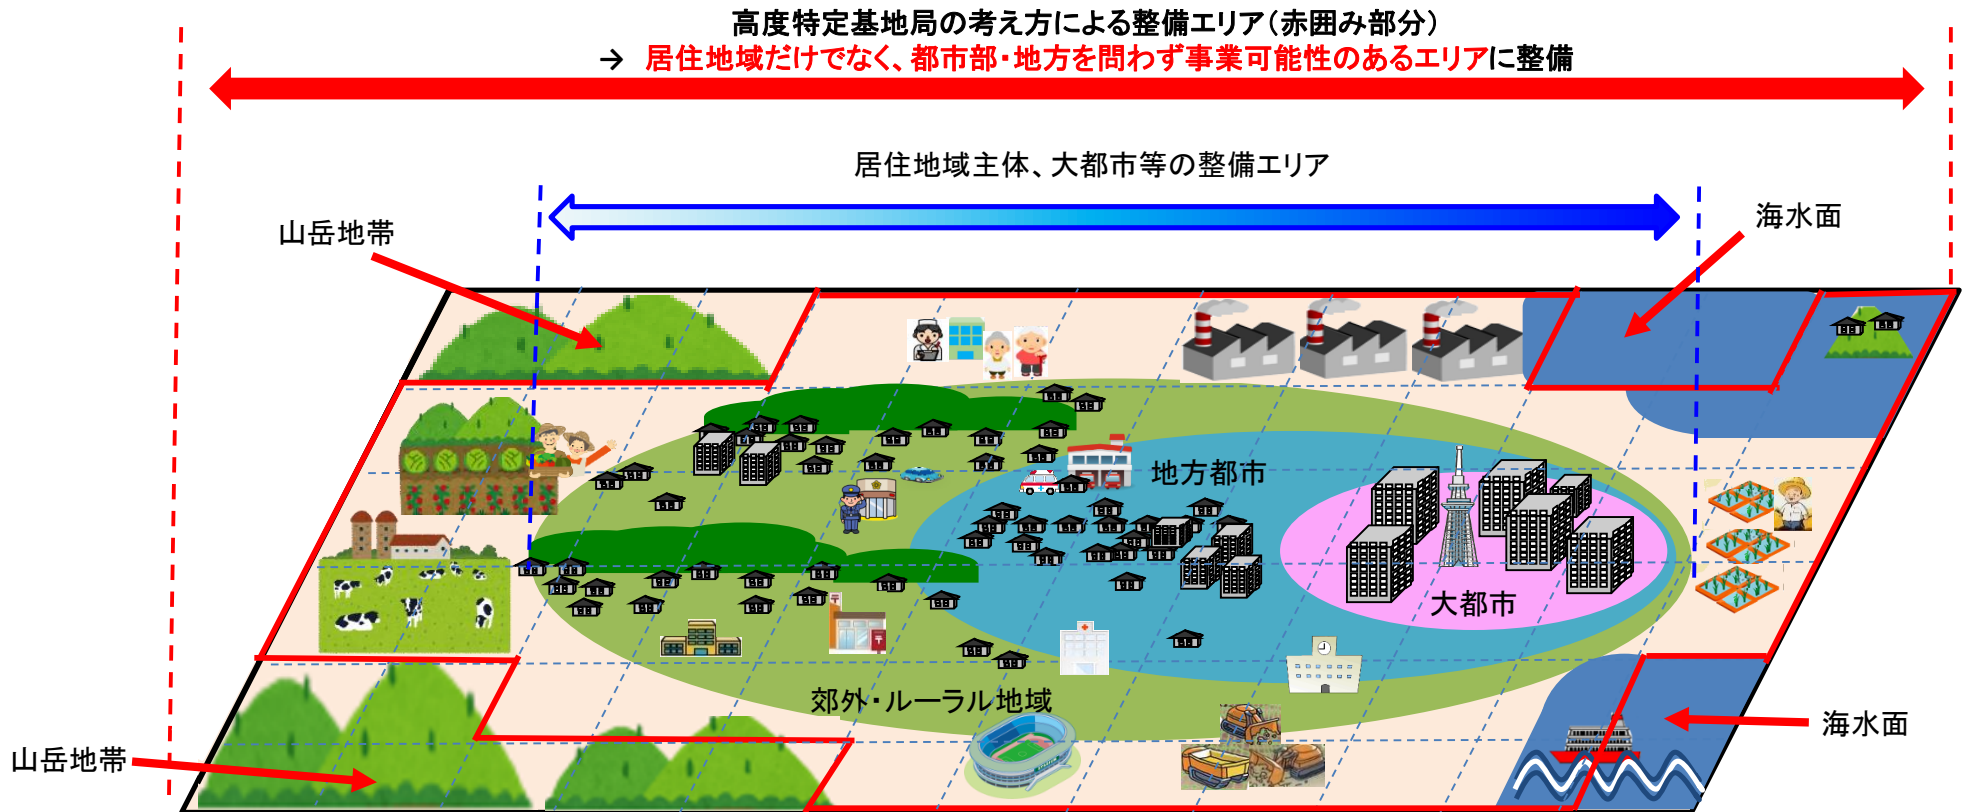 高度特定基地局の考え方による整備エリア(赤囲み部分)
→ 居住地域だけでなく、都市部・地方を問わず事業可能性のあるエリアに整備
居住地域主体、大都市等の整備エリア
山岳地帯
海水面
地方都市
大都市
郊外・ルーラル地域
海水面
山岳地帯